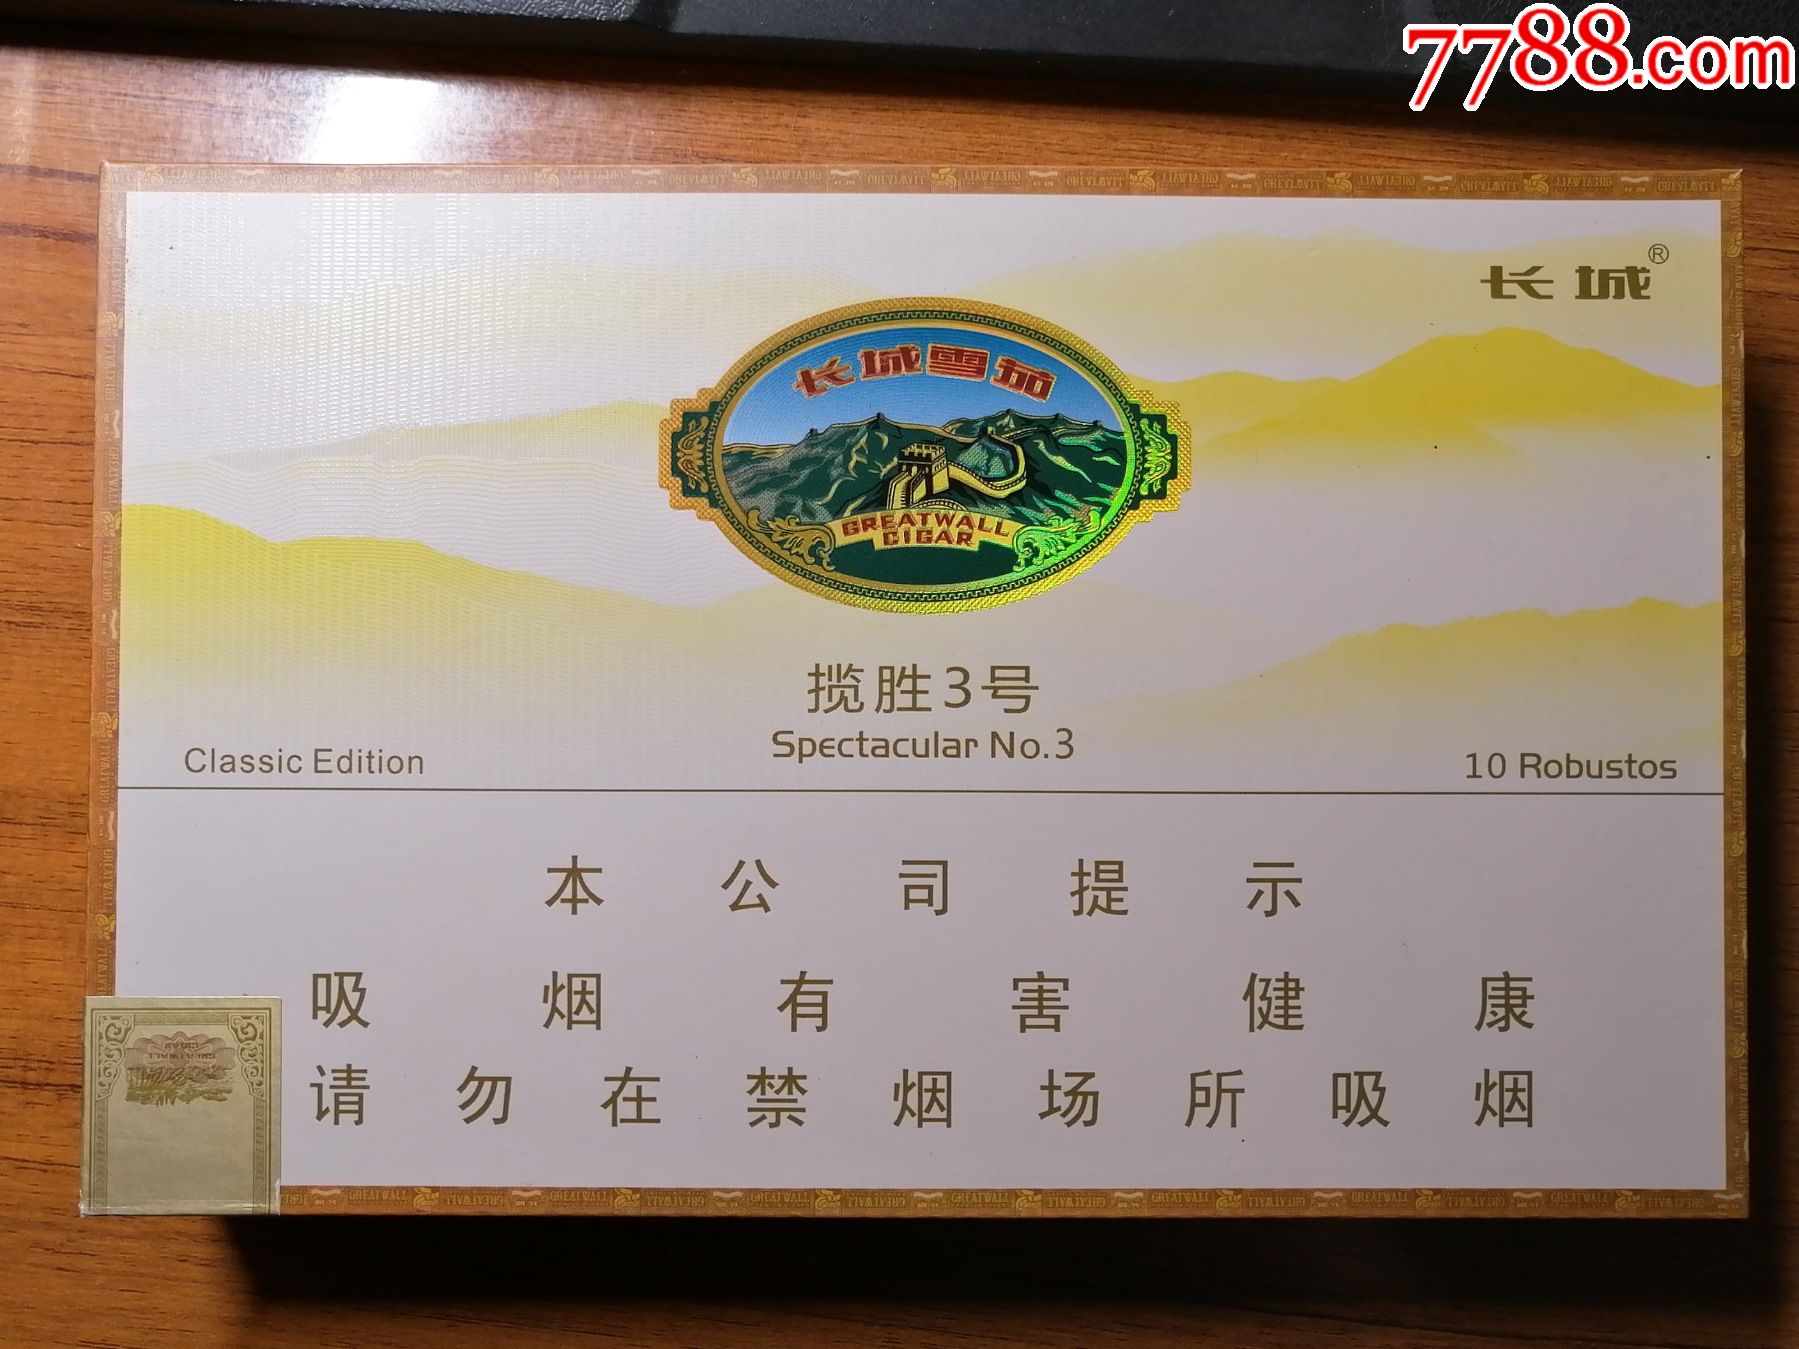 7788.com
长城®
长城雪茄
GREATWALL
CIGAR
揽胜3号
Spectacular No.3
Classic Edition
10 Robustos
本公司提示
吸烟有害健康
请勿在禁烟场所吸烟
GREATWALL
CIGAR